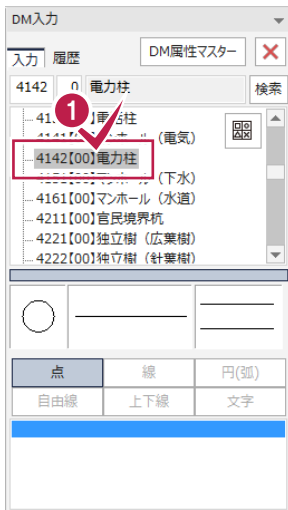 DM入力
入力 履歴 DM属性マスター
4142 0 電力柱 検索
1
（電気）
4142【00】電力柱
（下水）
4161【00】マンホール（水道）
4211【00】官民境界杭
4221【00】独立樹（広葉樹）
4222【00】独立樹（針葉樹）
点 線 円(弧)
自由線 上下線 文字